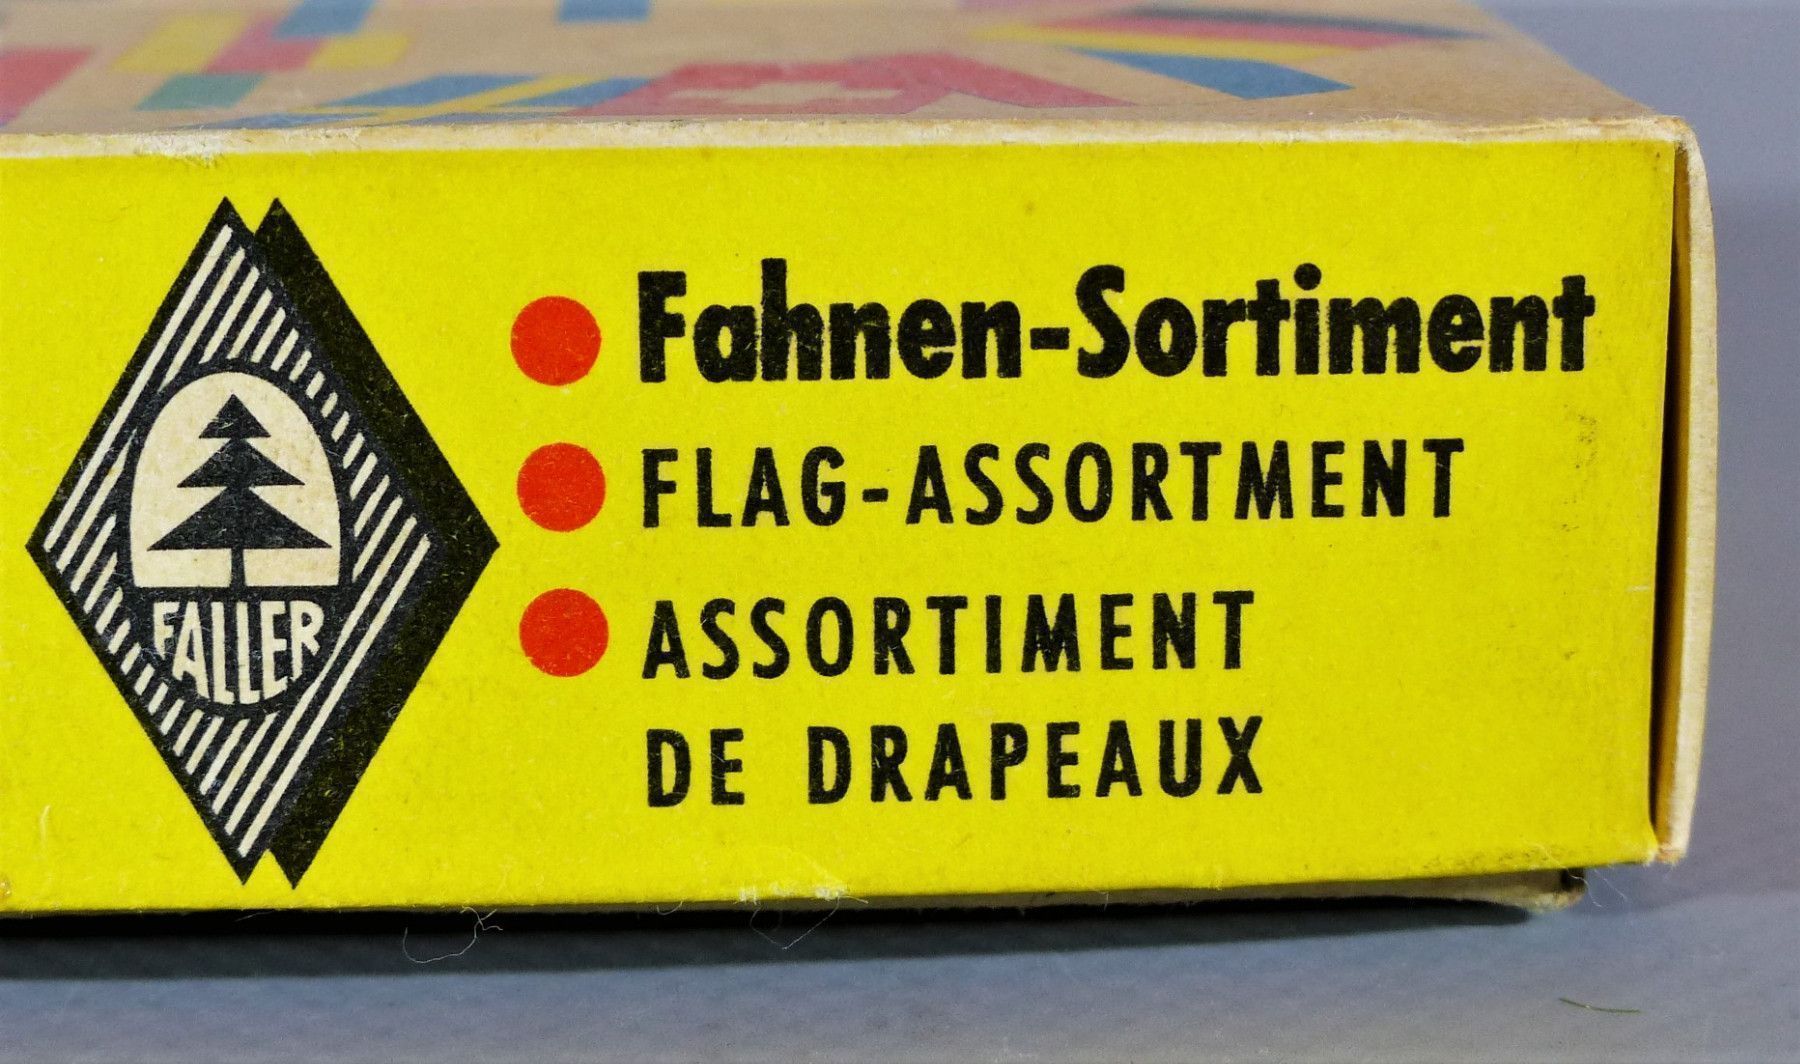 FALLER
Fahnen-Sortiment
FLAG-ASSORTMENT
ASSORTIMENT
DE DRAPEAUX